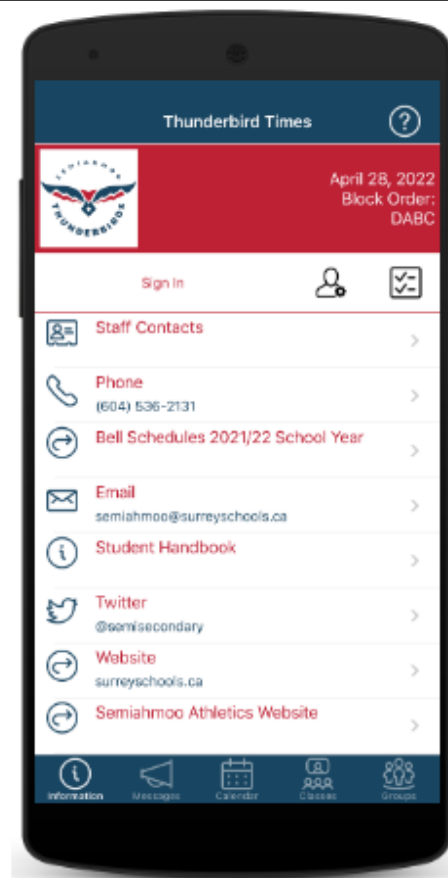 Thunderbird Times
?
SEMIAHMOO
THUNDERBIRDS
April 28, 2022
Block Order:
DABC
Sign In
Staff Contacts
Phone
(604) 536-2131
Bell Schedules 2021/22 School Year
Email
semiahmoo@surreyschools.ca
Student Handbook
Twitter
@semisecondary
Website
surreyschools.ca
Semiahmoo Athletics Website
Information Messages Calendar Classes Groups